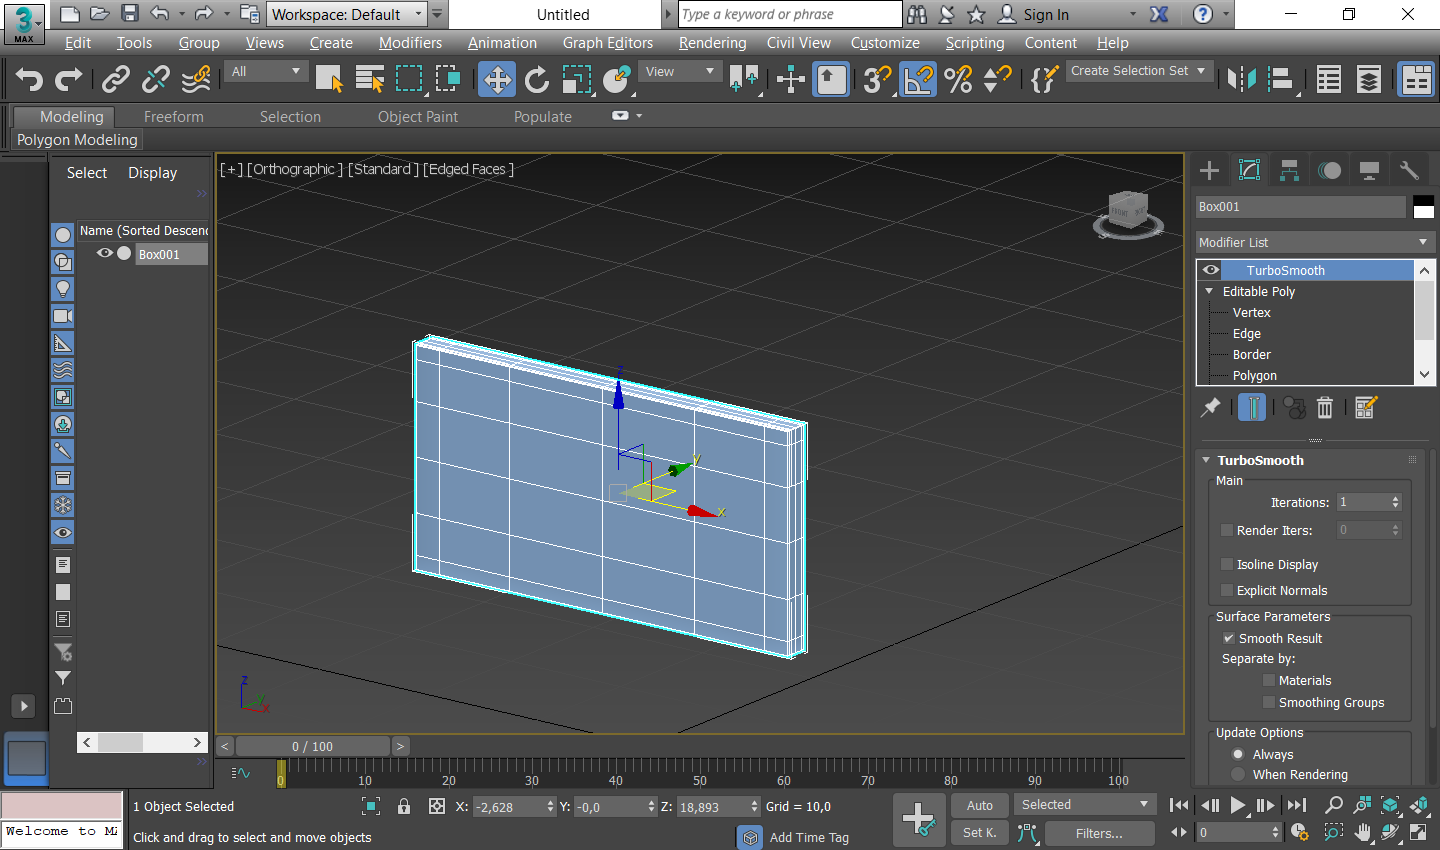 3
MAX
Workspace: Default
Untitled
Type a keyword or phrase
Sign In
Edit Tools Group Views Create Modifiers Animation Graph Editors Rendering Civil View Customize Scripting Content Help
All
View
3
Create Selection Set
Modeling Freeform Selection Object Paint Populate
Polygon Modeling
Select Display
Name (Sorted Descend
Box001
[+] [Orthographic ] [Standard ] [Edged Faces ]
FRONT
z
y
x
z
y
x
Box001
Modifier List
TurboSmooth
Editable Poly
Vertex
Edge
Border
Polygon
TurboSmooth
Main
Iterations: 1
Render Iters: 0
Isoline Display
Explicit Normals
Surface Parameters
Smooth Result
Separate by:
Materials
Smoothing Groups
Update Options
Always
When Rendering
< 0 / 100 >
0 10 20 30 40 50 60 70 80 90 100
1 Object Selected
X: -2,628 Y: -0,0 Z: 18,893 Grid = 10,0
Auto Selected
Welcome to MA
Click and drag to select and move objects
Add Time Tag
Set K. Filters...
0